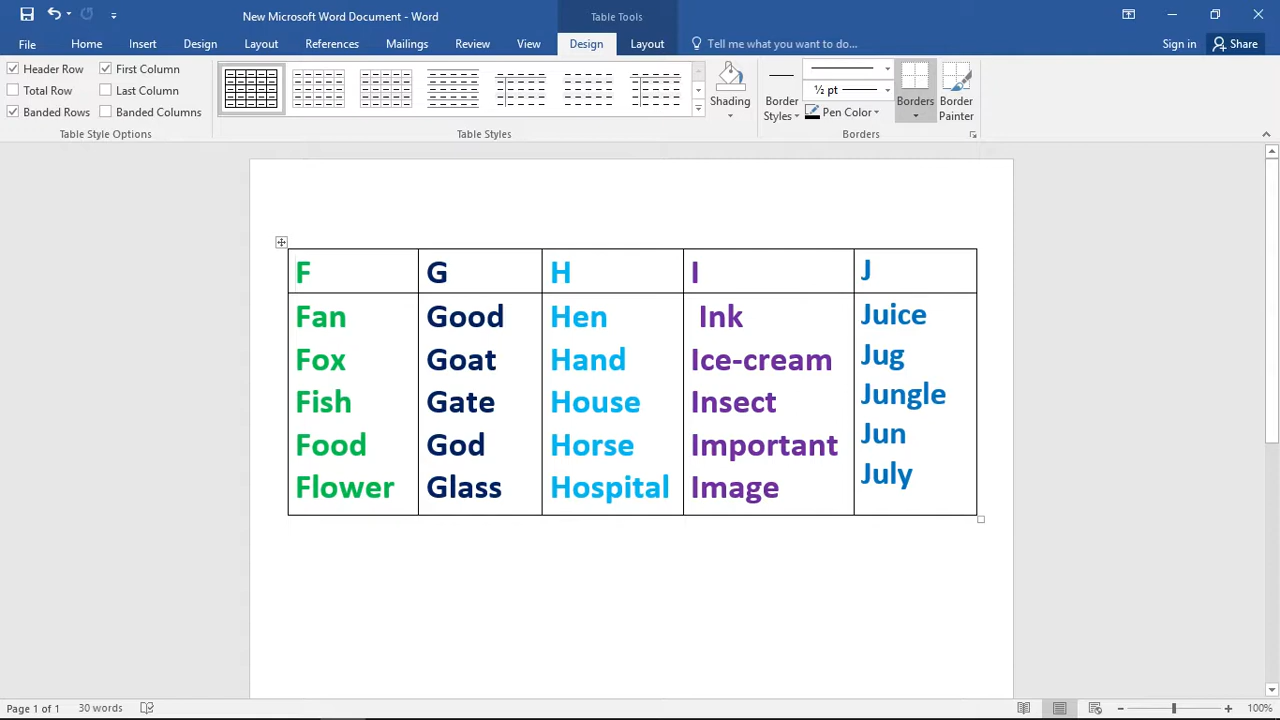 New Microsoft Word Document - Word
Table Tools
File Home Insert Design Layout References Mailings Review View Design Layout Tell me what you want to do... Sign in Share
Header Row First Column
Total Row Last Column
Banded Rows Banded Columns
Table Style Options
Table Styles
Shading
Border Styles
½ pt
Pen Color
Borders
Border Painter
Borders
F G H I J
Fan Good Hen Ink Juice
Fox Goat Hand Ice-cream Jug
Fish Gate House Insect Jungle
Food God Horse Important Jun
Flower Glass Hospital Image July
Page 1 of 1 30 words 100%